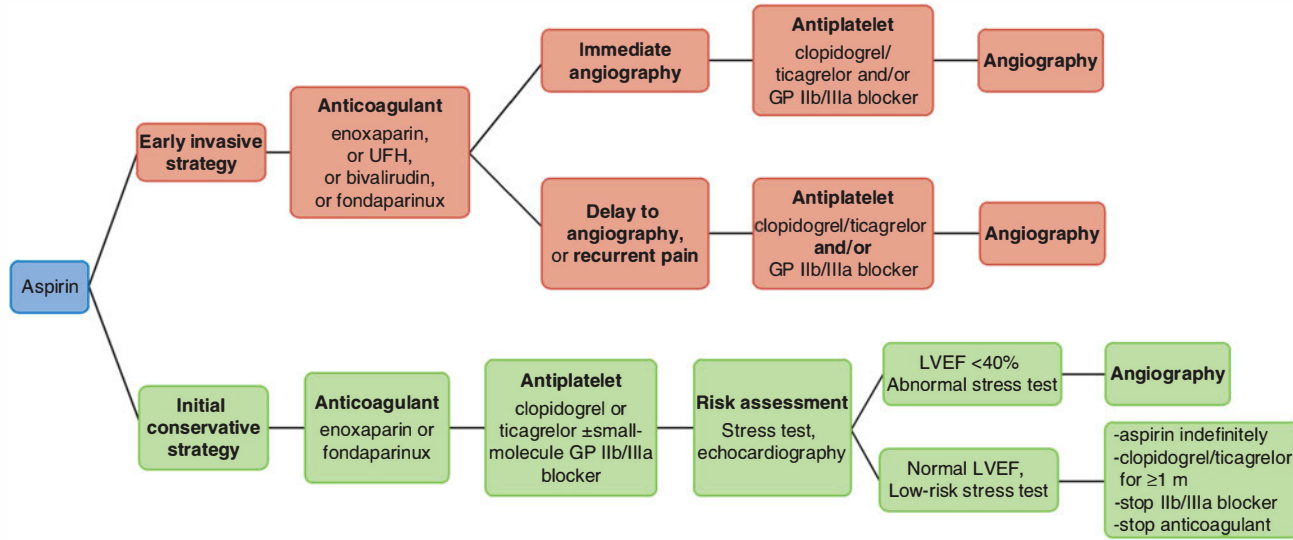 Aspirin
Early invasive
strategy
Anticoagulant
enoxaparin,
or UFH,
or bivalirudin,
or fondaparinux
Immediate
angiography
Antiplatelet
clopidogrel/
ticagrelor and/or
GP IIb/IIIa blocker
Angiography
Delay to
angiography,
or recurrent pain
Antiplatelet
clopidogrel/ticagrelor
and/or
GP IIb/IIIa blocker
Angiography
Initial
conservative
strategy
Anticoagulant
enoxaparin or
fondaparinux
Antiplatelet
clopidogrel or
ticagrelor ±small-
molecule GP IIb/IIIa
blocker
Risk assessment
Stress test,
echocardiography
LVEF <40%
Abnormal stress test
Angiography
Normal LVEF,
Low-risk stress test
-aspirin indefinitely
-clopidogrel/ticagrelor
for ≥1 m
-stop IIb/IIIa blocker
-stop anticoagulant